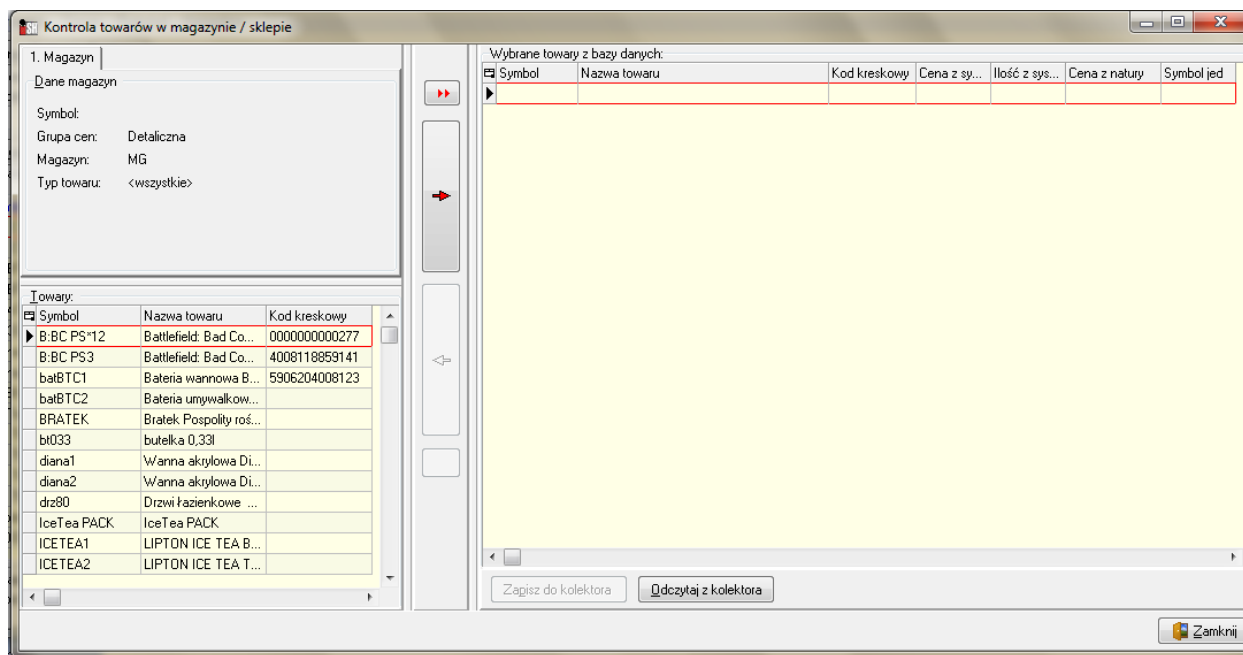 Kontrola towarów w magazynie / sklepie
1. Magazyn
Dane magazyn
Symbol:
Grupa cen: Detaliczna
Magazyn: MG
Typ towaru: <wszystkie>
Towary:
Symbol Nazwa towaru Kod kreskowy
B:BC PS*12 Battlefield: Bad Co... 0000000000277
B:BC PS3 Battlefield: Bad Co... 4008118859141
batBTC1 Bateria wannowa B... 5906204008123
batBTC2 Bateria umywalkow...
BRATEK Bratek Pospolity roś...
bt033 butelka 0,33l
diana1 Wanna akrylowa Di...
diana2 Wanna akrylowa Di...
drz80 Drzwi łazienkowe ...
IceTea PACK IceTea PACK
ICETEA1 LIPTON ICE TEA B...
ICETEA2 LIPTON ICE TEA T...
Wybrane towary z bazy danych:
Symbol Nazwa towaru Kod kreskowy Cena z sy... Ilość z sys... Cena z natury Symbol jed
Zapisz do kolektora Odczytaj z kolektora
Zamknij